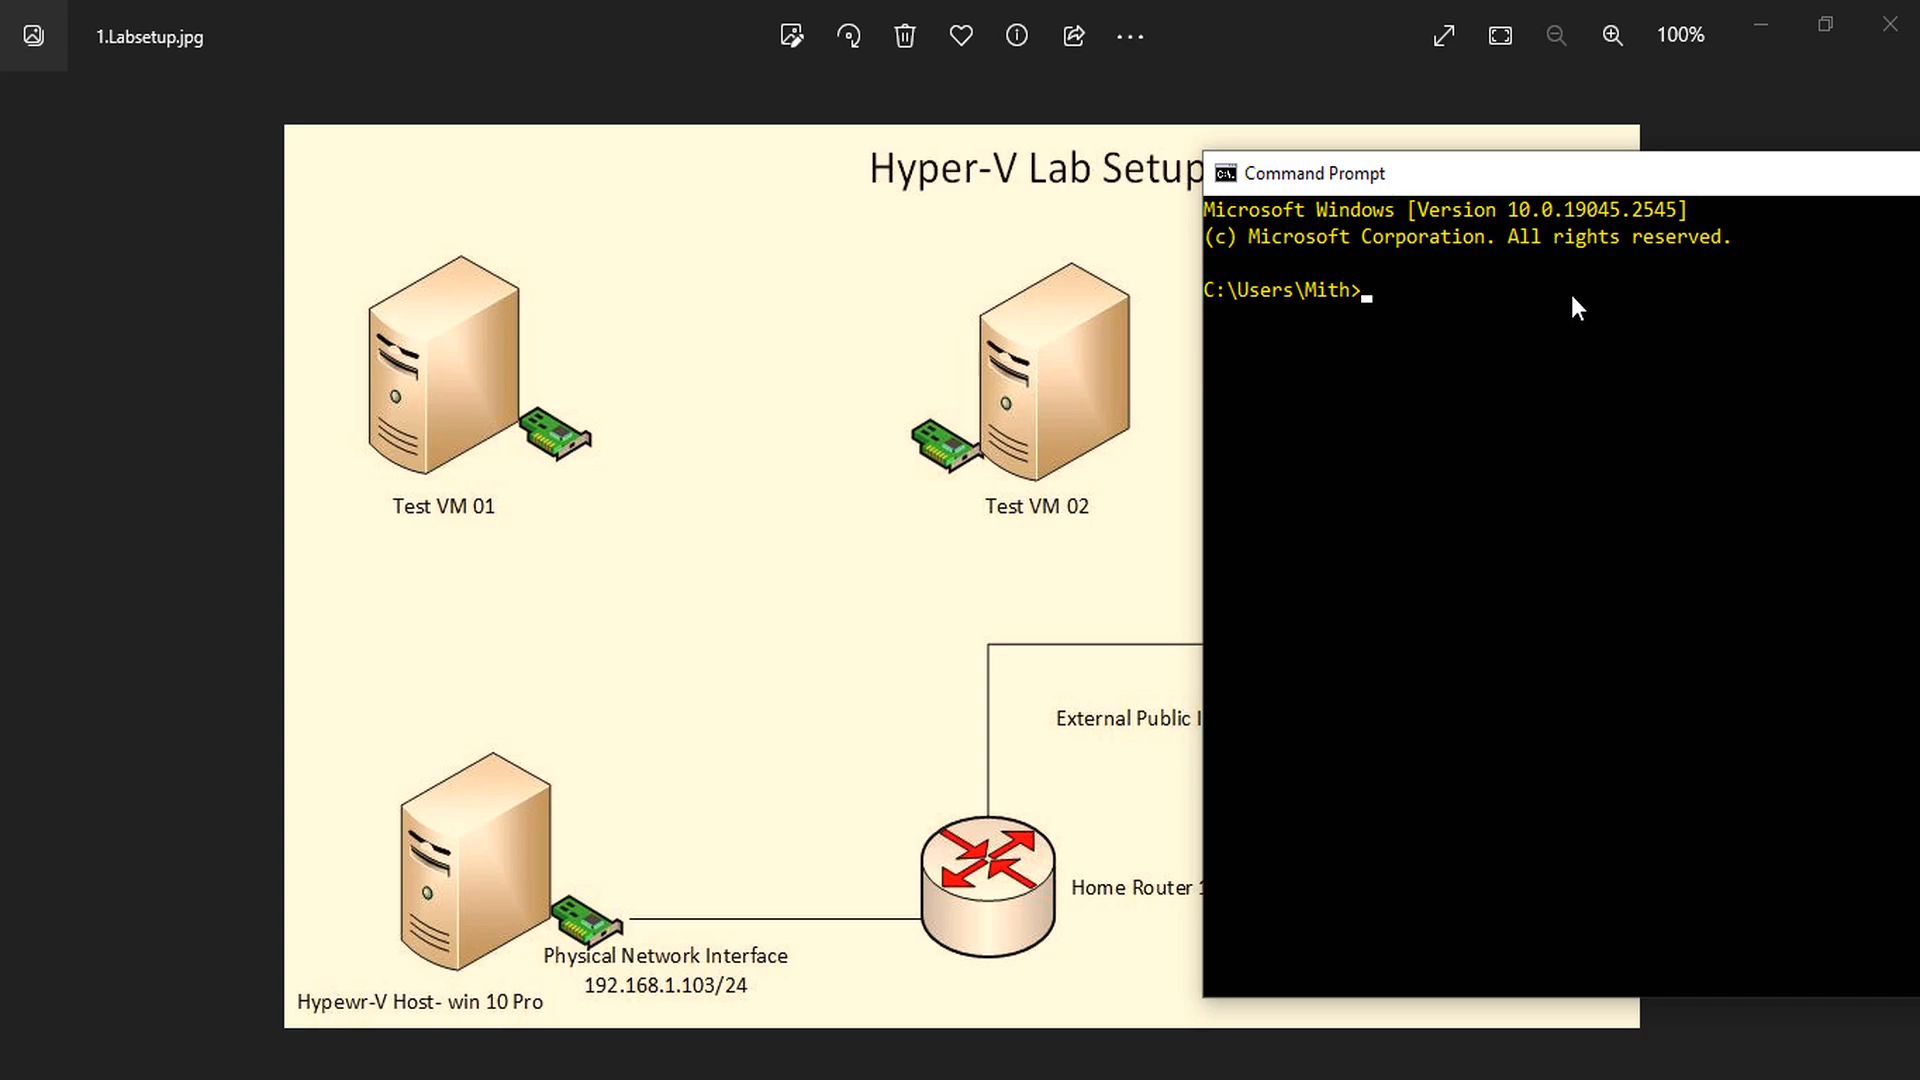 1.Labsetup.jpg
100%
Hyper-V Lab Setup
Command Prompt
Microsoft Windows [Version 10.0.19045.2545]
(c) Microsoft Corporation. All rights reserved.
C:\Users\Mith>
Test VM 01
Test VM 02
External Public
Home Router
Physical Network Interface
192.168.1.103/24
Hypewr-V Host- win 10 Pro